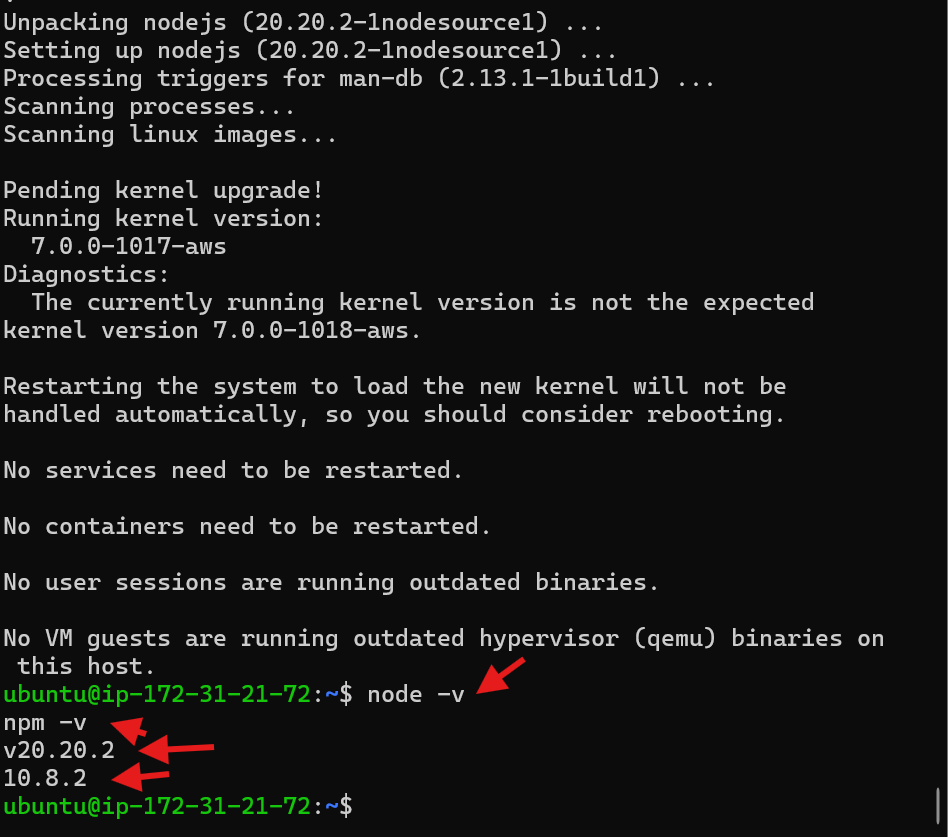 Unpacking nodejs (20.20.2-1nodesource1) ...
Setting up nodejs (20.20.2-1nodesource1) ...
Processing triggers for man-db (2.13.1-1build1) ...
Scanning processes...
Scanning linux images...
Pending kernel upgrade!
Running kernel version:
  7.0.0-1017-aws
Diagnostics:
  The currently running kernel version is not the expected
kernel version 7.0.0-1018-aws.
Restarting the system to load the new kernel will not be
handled automatically, so you should consider rebooting.
No services need to be restarted.
No containers need to be restarted.
No user sessions are running outdated binaries.
No VM guests are running outdated hypervisor (qemu) binaries on
 this host.
ubuntu@ip-172-31-21-72:~$ node -v
npm -v
v20.20.2
10.8.2
ubuntu@ip-172-31-21-72:~$